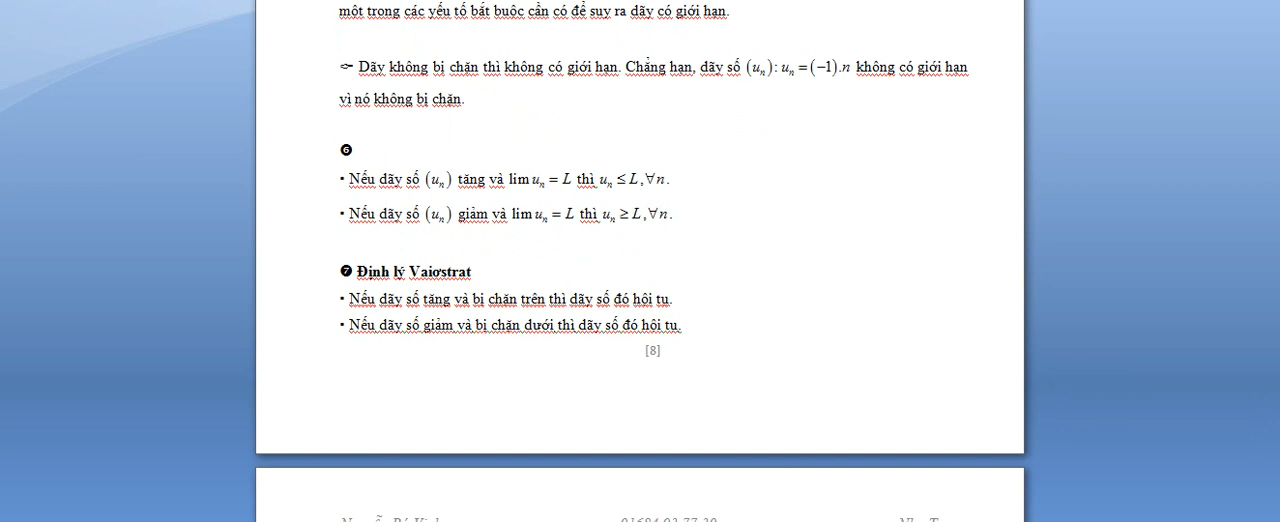 một trong các yếu tố bắt buộc cần có để suy ra dãy có giới hạn.
Dãy không bị chặn thì không có giới hạn. Chẳng hạn, dãy số (uₙ): uₙ = (−1).n không có giới hạn
vì nó không bị chặn.
❻
• Nếu dãy số (uₙ) tăng và lim uₙ = L thì uₙ ≤ L, ∀n.
• Nếu dãy số (uₙ) giảm và lim uₙ = L thì uₙ ≥ L, ∀n.
❼ Định lý Vaiơstrat
• Nếu dãy số tăng và bị chặn trên thì dãy số đó hội tụ.
• Nếu dãy số giảm và bị chặn dưới thì dãy số đó hội tụ.
[8]